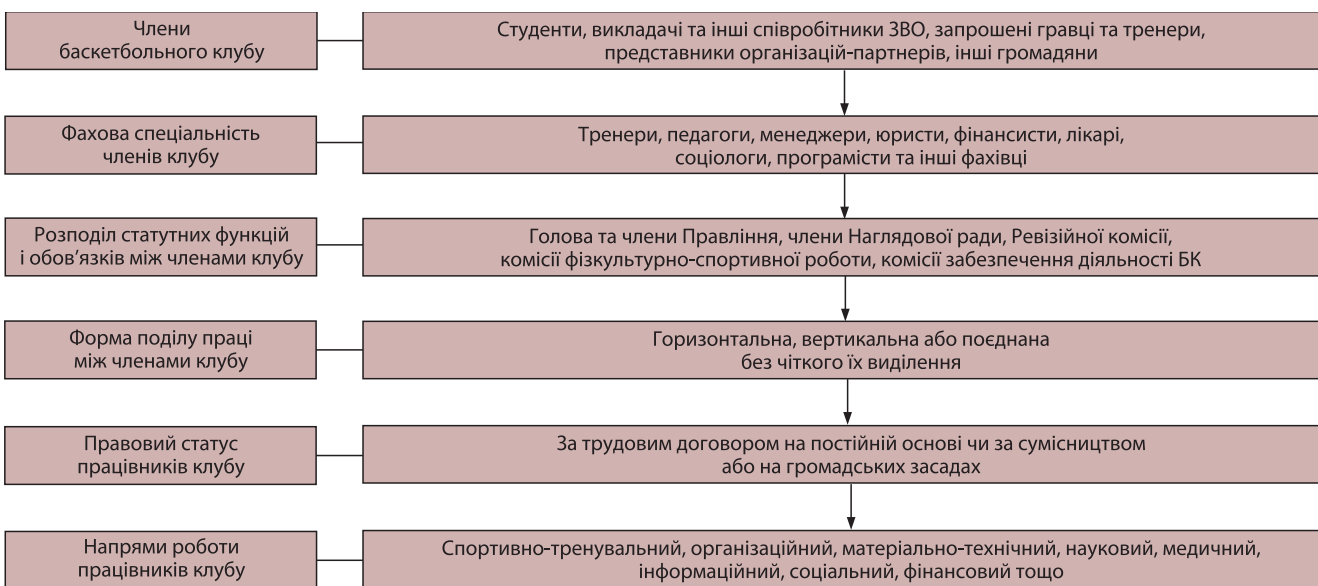 Члени
баскетбольного клубу
Студенти, викладачі та інші співробітники ЗВО, запрошені гравці та тренери,
представники організацій-партнерів, інші громадяни
Фахова спеціальність
членів клубу
Тренери, педагоги, менеджери, юристи, фінансисти, лікарі,
соціологи, програмісти та інші фахівці
Розподіл статутних функцій
і обов’язків між членами клубу
Голова та члени Правління, члени Наглядової ради, Ревізійної комісії,
комісії фізкультурно-спортивної роботи, комісії забезпечення діяльності БК
Форма поділу праці
між членами клубу
Горизонтальна, вертикальна або поєднана
без чіткого їх виділення
Правовий статус
працівників клубу
За трудовим договором на постійній основі чи за сумісництвом
або на громадських засадах
Напрями роботи
працівників клубу
Спортивно-тренувальний, організаційний, матеріально-технічний, науковий, медичний,
інформаційний, соціальний, фінансовий тощо